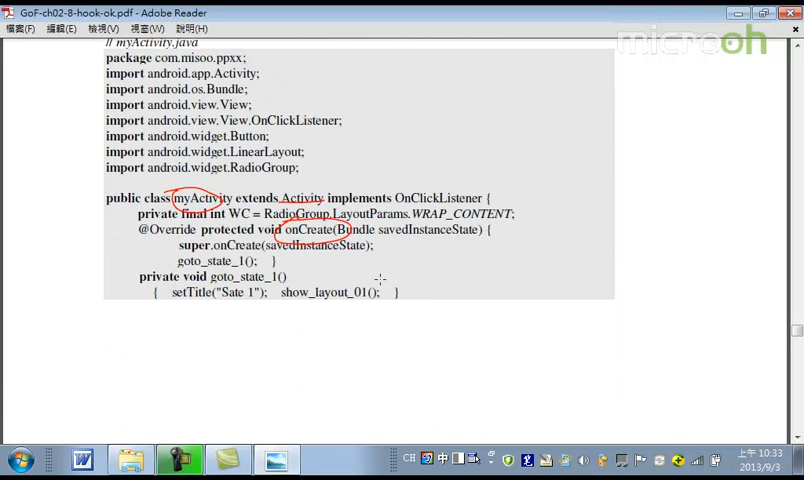 GoF-ch02-8-hook-ok.pdf - Adobe Reader
檔案(F) 編輯(E) 檢視(V) 視窗(W) 說明(H)
microoh
// myActivity.java
package com.misoo.ppxx;
import android.app.Activity;
import android.os.Bundle;
import android.view.View;
import android.view.View.OnClickListener;
import android.widget.Button;
import android.widget.LinearLayout;
import android.widget.RadioGroup;
public class myActivity extends Activity implements OnClickListener {
private final int WC = RadioGroup.LayoutParams.WRAP_CONTENT;
@Override protected void onCreate(Bundle savedInstanceState) {
super.onCreate(savedInstanceState);
goto_state_1(); }
private void goto_state_1()
{ setTitle("Sate 1"); show_layout_01(); }
CH 中 上午 10:33
2013/9/3